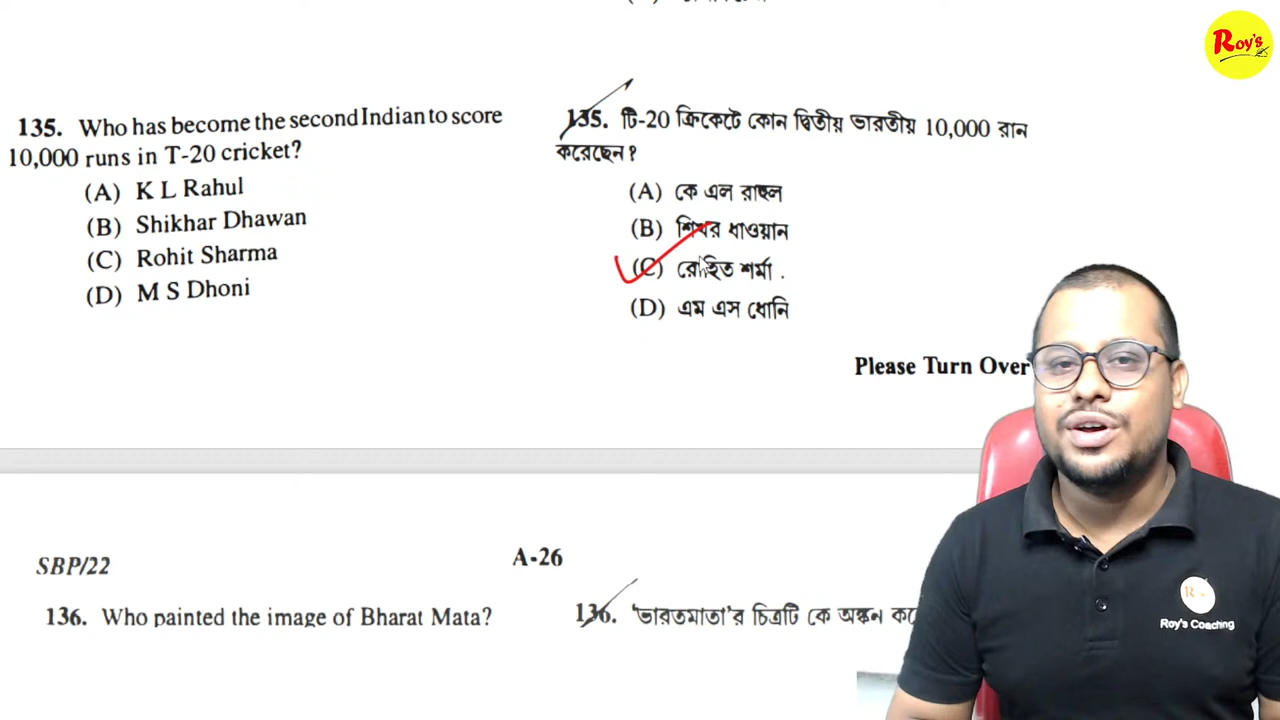 Roy's
135. Who has become the second Indian to score
10,000 runs in T-20 cricket?
(A) K L Rahul
(B) Shikhar Dhawan
(C) Rohit Sharma
(D) M S Dhoni
135. টি-20 ক্রিকেটে কোন দ্বিতীয় ভারতীয় 10,000 রান
করেছেন?
(A) কে এল রাহুল
(B) শিখর ধাওয়ান
(C) রোহিত শর্মা .
(D) এম এস ধোনি
Please Turn Over
SBP/22
A-26
136. Who painted the image of Bharat Mata?
136. 'ভারতমাতা'র চিত্রটি কে অঙ্কন
Roy's Coaching